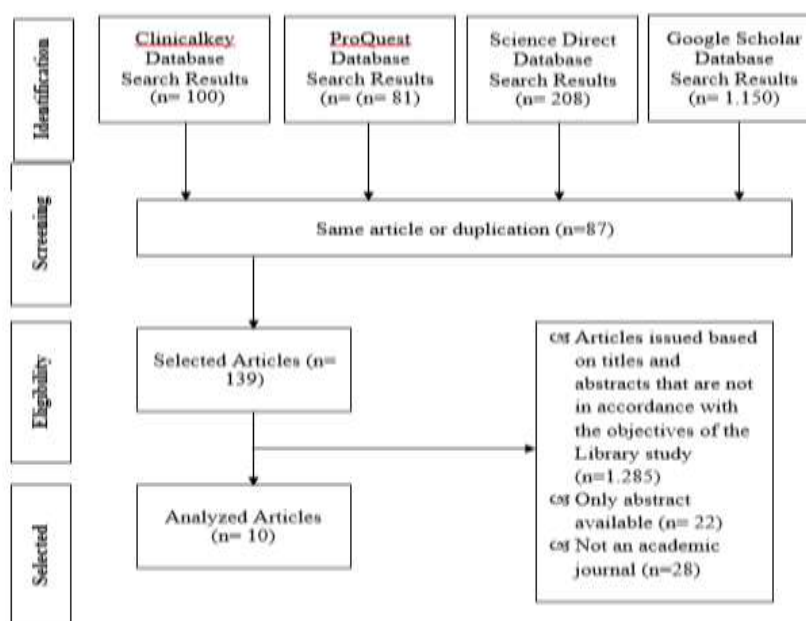 Identification
Clinicalkey
Database
Search Results
(n= 100)
ProQuest
Database
Search Results
(n= (n= 81)
Science Direct
Database
Search Results
(n= 208)
Google Scholar
Database
Search Results
(n= 1.150)
Screening
Same article or duplication (n=87)
Eligibility
Selected Articles (n=
139)
Articles issued based
on titles and
abstracts that are not
in accordance with
the objectives of the
Library study
(n=1.285)
Only abstract
available (n= 22)
Not an academic
journal (n=28)
Selected
Analyzed Articles
(n= 10)